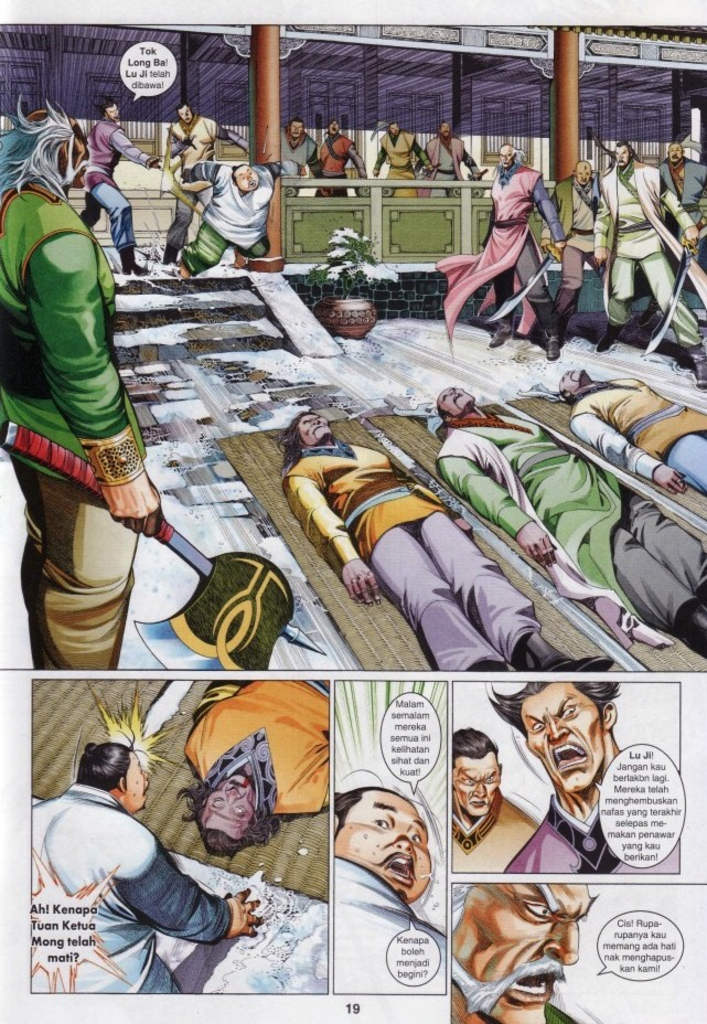 Tok
Long Ba!
Lu Ji telah
dibawa!
Ah! Kenapa
Tuan Ketua
Mong telah
mati?
Malam
semalam
mereka
semua ini
kelihatan
sihat dan
kuat!
Kenapa
boleh
menjadi
begini?
Lu Ji!
Jangan kau
berlakbn lagi.
Mereka telah
menghembuskan
nafas yang terakhir
selepas me-
makan penawar
yang kau
berikan!
Cis! Rupa-
rupanya kau
memang ada hati
nak menghapus-
kan kami!
19